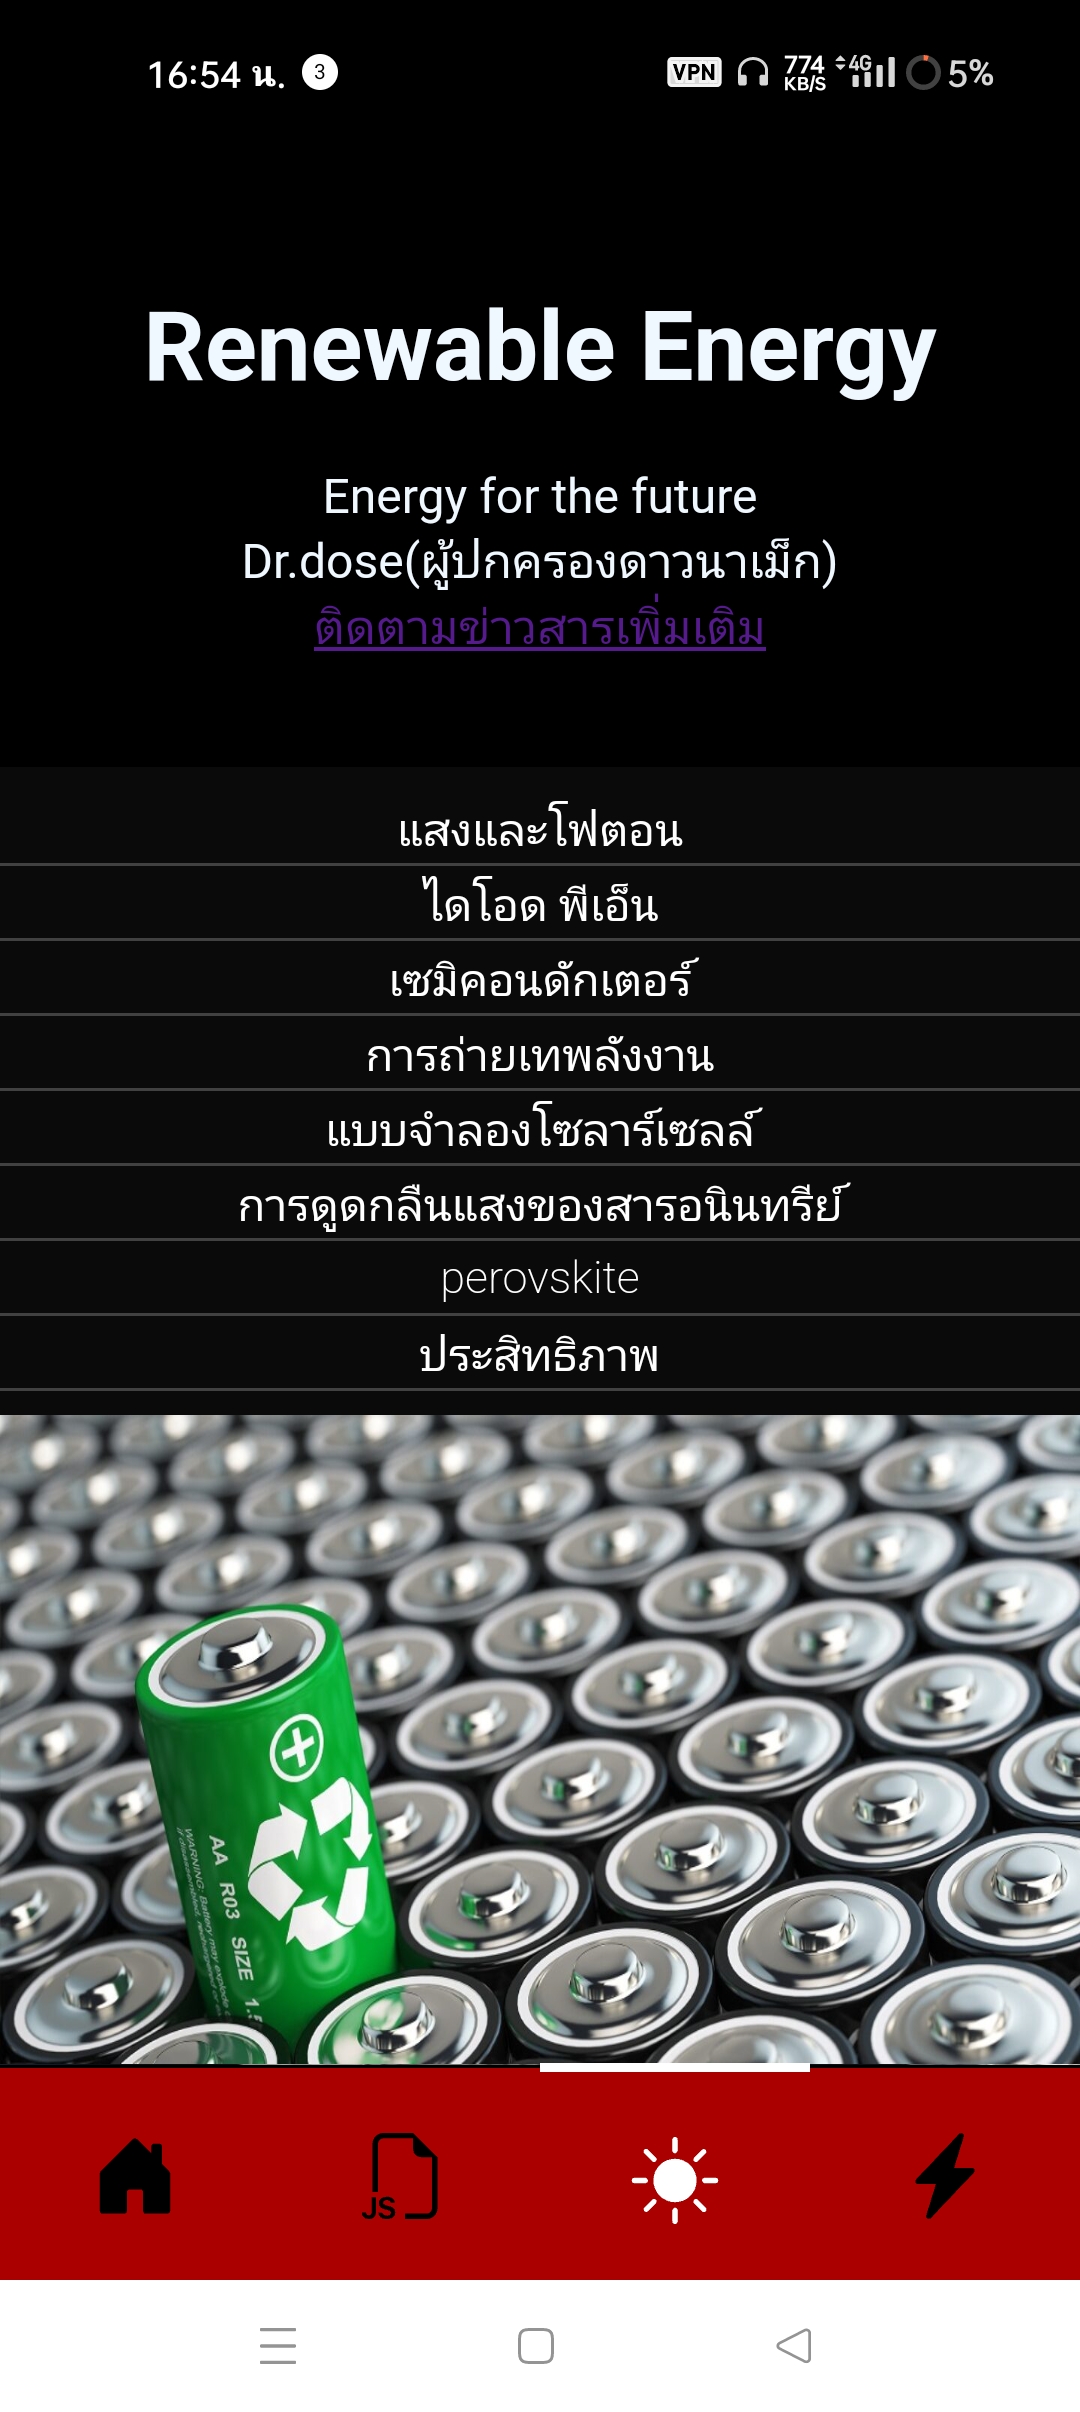 16:54 น. 3 VPN 774 KB/S 4G 5%
Renewable Energy
Energy for the future
Dr.dose(ผู้ปกครองดาวนาเม็ก)
ติดตามข่าวสารเพิ่มเติม
แสงและโฟตอน
ไดโอด พีเอ็น
เซมิคอนดักเตอร์
การถ่ายเทพลังงาน
แบบจำลองโซลาร์เซลล์
การดูดกลืนแสงของสารอนินทรีย์
perovskite
ประสิทธิภาพ
AA R03 SIZE
WARNING: Battery may explode
JS